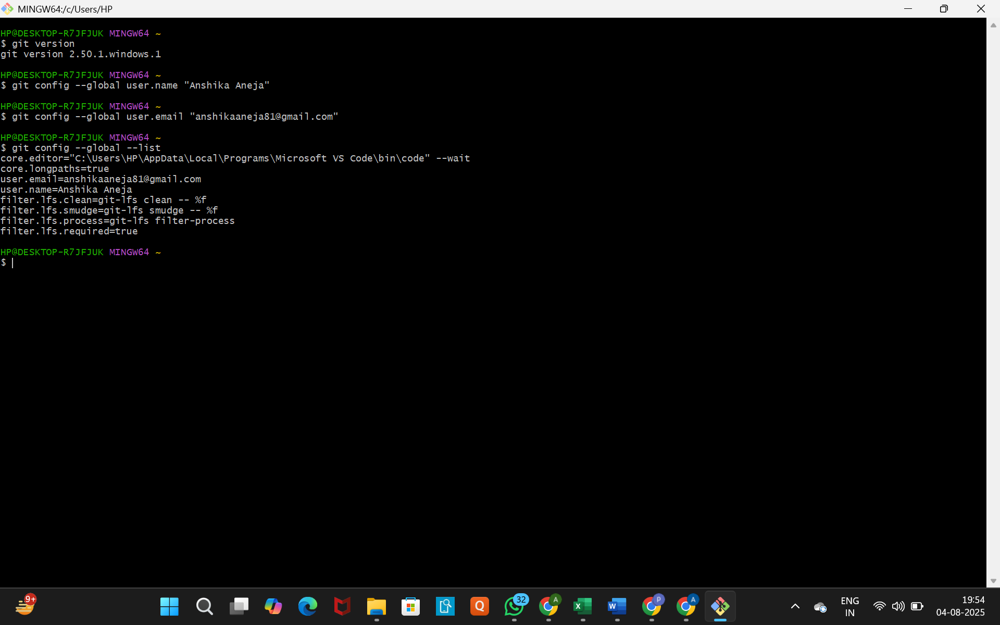 MINGW64:/c/Users/HP
HP@DESKTOP-R7JFJUK MINGW64 ~
$ git version
git version 2.50.1.windows.1
HP@DESKTOP-R7JFJUK MINGW64 ~
$ git config --global user.name "Anshika Aneja"
HP@DESKTOP-R7JFJUK MINGW64 ~
$ git config --global user.email "anshikaaneja81@gmail.com"
HP@DESKTOP-R7JFJUK MINGW64 ~
$ git config --global --list
core.editor="C:\Users\HP\AppData\Local\Programs\Microsoft VS Code\bin\code" --wait
core.longpaths=true
user.email=anshikaaneja81@gmail.com
user.name=Anshika Aneja
filter.lfs.clean=git-lfs clean -- %f
filter.lfs.smudge=git-lfs smudge -- %f
filter.lfs.process=git-lfs filter-process
filter.lfs.required=true
HP@DESKTOP-R7JFJUK MINGW64 ~
$
9+
Q
32
A
X
W
P
A
ENG
IN
19:54
04-08-2025